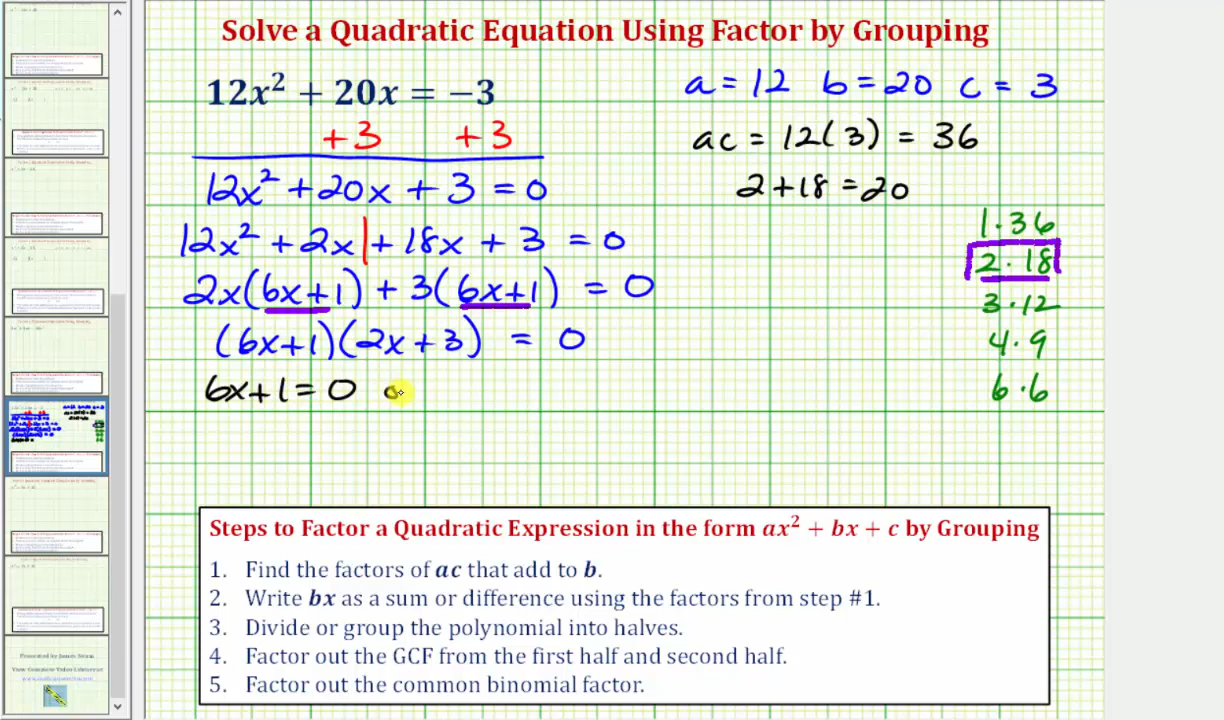 Solve a Quadratic Equation Using Factor by Grouping
12x² + 20x = −3
+3 +3
12x² + 20x + 3 = 0
12x² + 2x | + 18x + 3 = 0
2x(6x+1) + 3(6x+1) = 0
(6x+1)(2x+3) = 0
6x+1 = 0
a = 12 b = 20 c = 3
ac = 12(3) = 36
2+18 = 20
1·36
2·18
3·12
4·9
6·6
Steps to Factor a Quadratic Expression in the form ax² + bx + c by Grouping
1. Find the factors of ac that add to b.
2. Write bx as a sum or difference using the factors from step #1.
3. Divide or group the polynomial into halves.
4. Factor out the GCF from the first half and second half.
5. Factor out the common binomial factor.